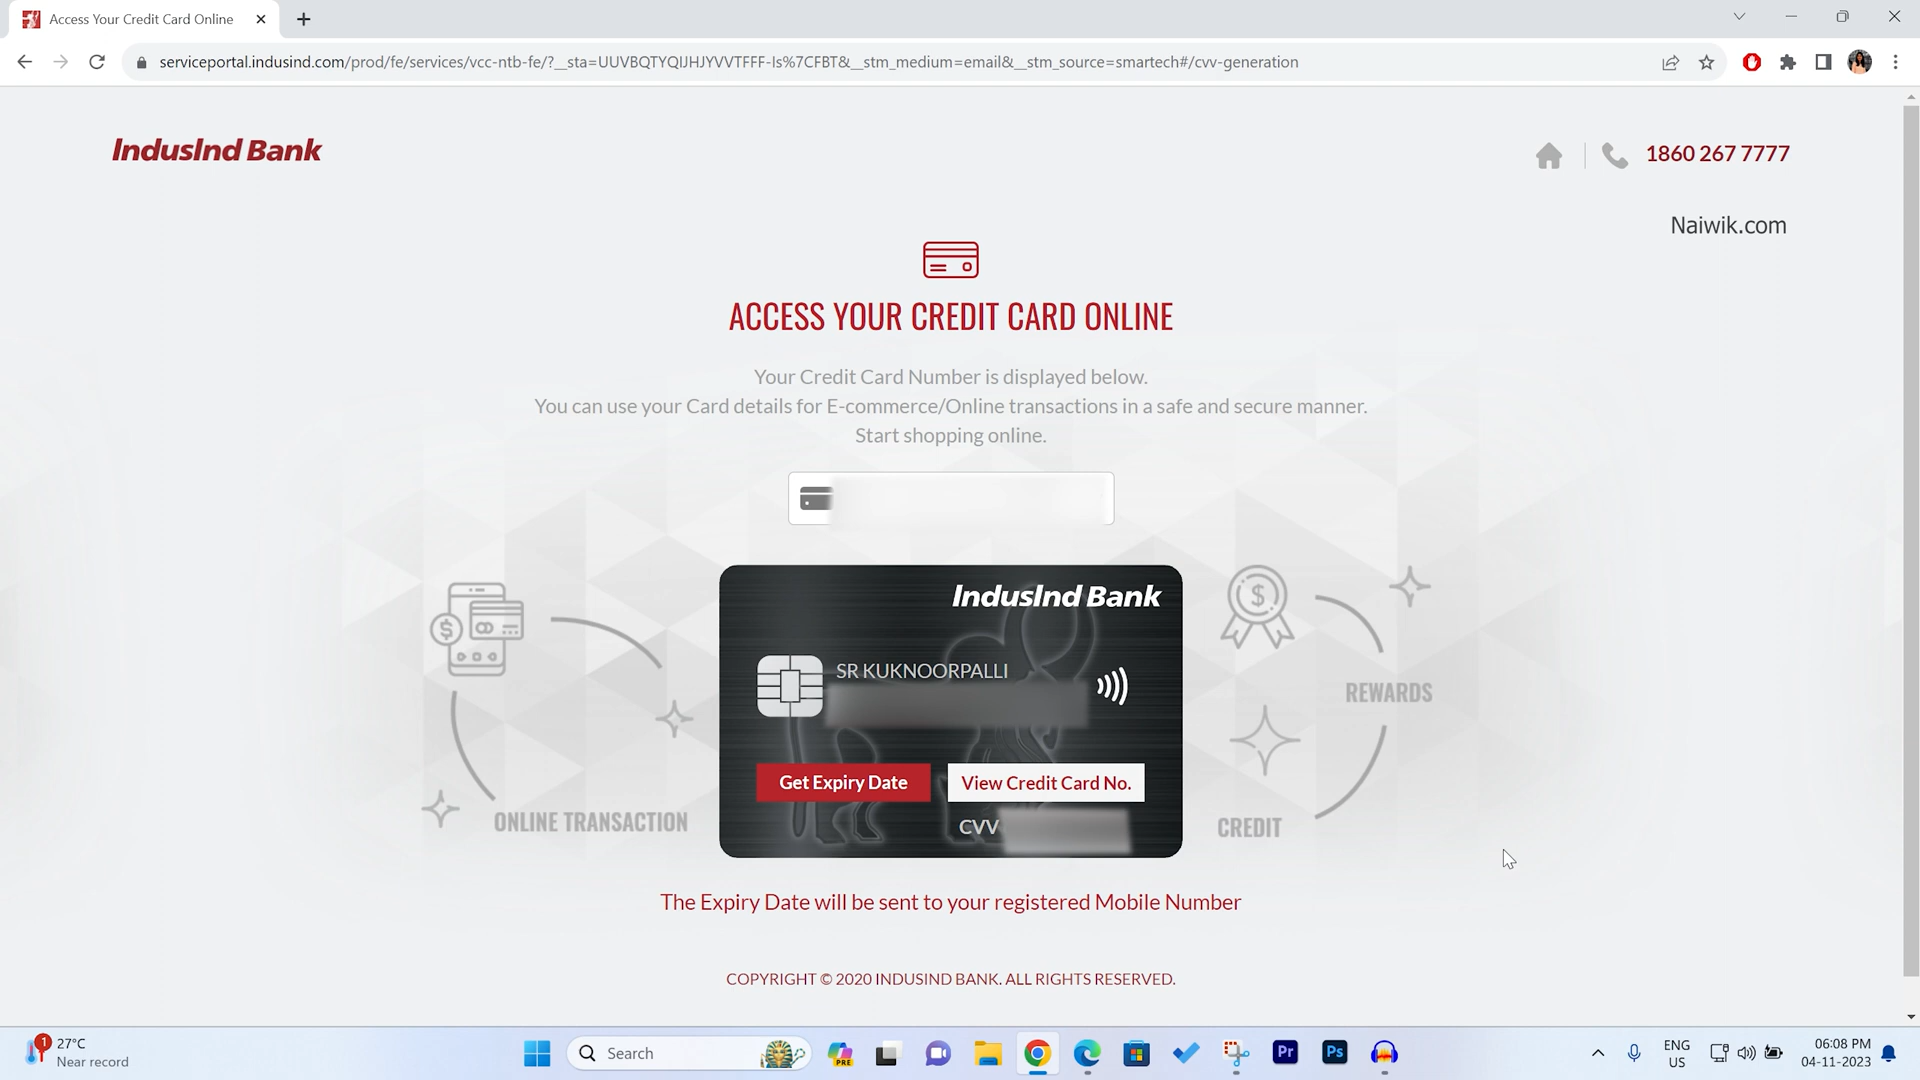 Access Your Credit Card Online
serviceportal.indusind.com/prod/fe/services/vcc-ntb-fe/?__sta=UUVBQTYQIJHJYVVTFFF-Is%7CFBT&__stm_medium=email&__stm_source=smartech#/cvv-generation
IndusInd Bank
1860 267 7777
Naiwik.com
ACCESS YOUR CREDIT CARD ONLINE
Your Credit Card Number is displayed below.
You can use your Card details for E-commerce/Online transactions in a safe and secure manner.
Start shopping online.
IndusInd Bank
SR KUKNOORPALLI
REWARDS
Get Expiry Date
View Credit Card No.
ONLINE TRANSACTION
CVV
CREDIT
The Expiry Date will be sent to your registered Mobile Number
COPYRIGHT © 2020 INDUSIND BANK. ALL RIGHTS RESERVED.
1
27°C
Near record
Search
PRE
Pr
Ps
ENG
US
06:08 PM
04-11-2023